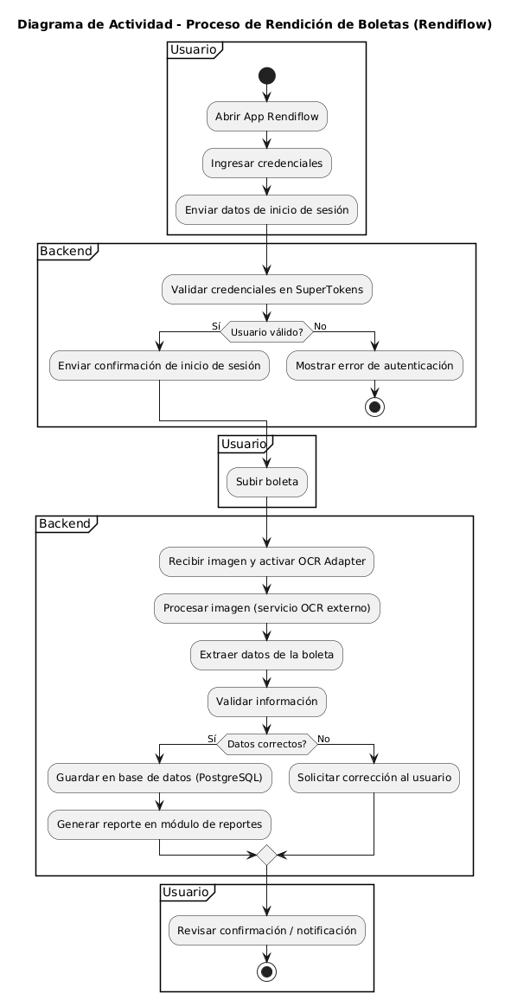 Diagrama de Actividad - Proceso de Rendición de Boletas (Rendiflow)
Usuario
Abrir App Rendiflow
Ingresar credenciales
Enviar datos de inicio de sesión
Backend
Validar credenciales en SuperTokens
Usuario válido?
Sí
No
Enviar confirmación de inicio de sesión
Mostrar error de autenticación
Usuario
Subir boleta
Backend
Recibir imagen y activar OCR Adapter
Procesar imagen (servicio OCR externo)
Extraer datos de la boleta
Validar información
Datos correctos?
Sí
No
Guardar en base de datos (PostgreSQL)
Solicitar corrección al usuario
Generar reporte en módulo de reportes
Usuario
Revisar confirmación / notificación